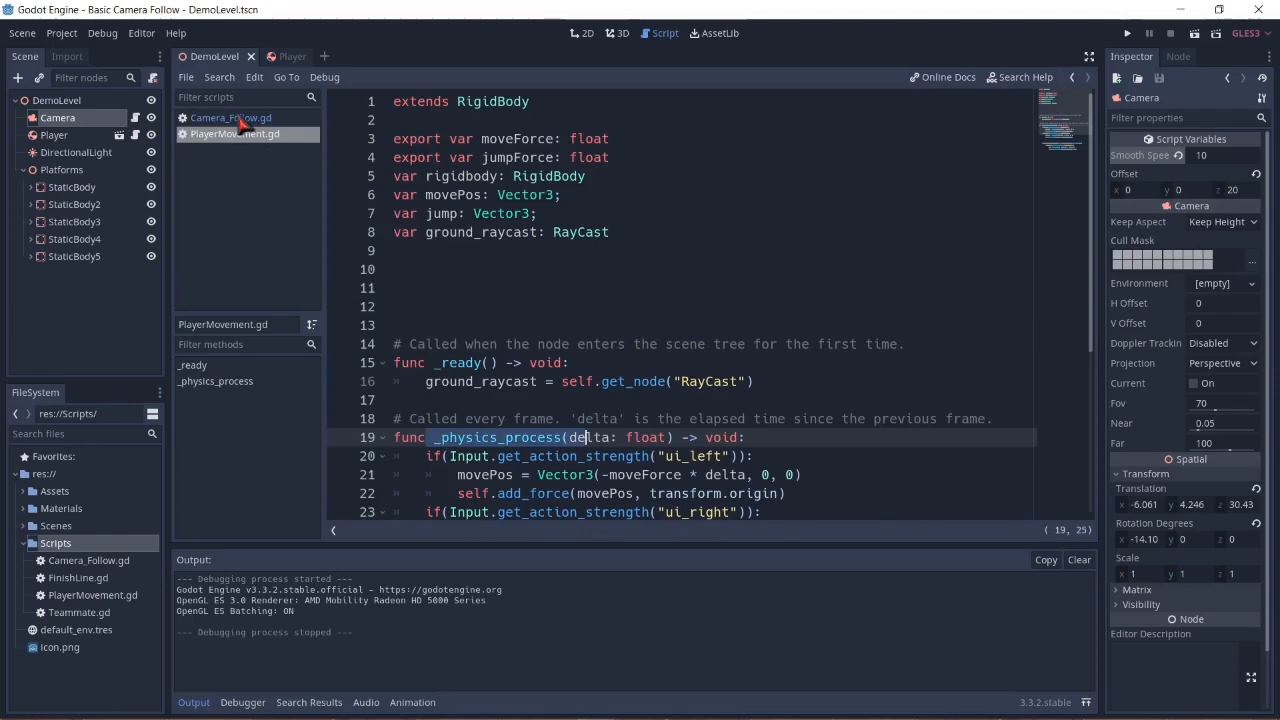 Godot Engine - Basic Camera Follow - DemoLevel.tscn
Scene Project Debug Editor Help
2D 3D Script AssetLib
GLES3
Scene Import
Filter nodes
DemoLevel
Camera
Player
DirectionalLight
Platforms
StaticBody
StaticBody2
StaticBody3
StaticBody4
StaticBody5
FileSystem
res://Scripts/
Search files
Favorites:
res://
Assets
Materials
Scenes
Scripts
Camera_Follow.gd
FinishLine.gd
PlayerMovement.gd
Teammate.gd
default_env.tres
icon.png
DemoLevel Player
File Search Edit Go To Debug
Online Docs Search Help
Filter scripts
Camera_Follow.gd
PlayerMovement.gd
PlayerMovement.gd
Filter methods
_ready
_physics_process
1 extends RigidBody
2
3 export var moveForce: float
4 export var jumpForce: float
5 var rigidbody: RigidBody
6 var movePos: Vector3;
7 var jump: Vector3;
8 var ground_raycast: RayCast
9
10
11
12
13
14 # Called when the node enters the scene tree for the first time.
15 func _ready() -> void:
16 ground_raycast = self.get_node("RayCast")
17
18 # Called every frame. 'delta' is the elapsed time since the previous frame.
19 func _physics_process(delta: float) -> void:
20 if(Input.get_action_strength("ui_left")):
21 movePos = Vector3(-moveForce * delta, 0, 0)
22 self.add_force(movePos, transform.origin)
23 if(Input.get_action_strength("ui_right")):
( 19, 25)
Output:
Copy Clear
--- Debugging process started ---
Godot Engine v3.3.2.stable.official - https://godotengine.org
OpenGL ES 3.0 Renderer: AMD Mobility Radeon HD 5000 Series
OpenGL ES Batching: ON
--- Debugging process stopped ---
Output Debugger Search Results Audio Animation
3.3.2.stable
Inspector Node
Camera
Filter properties
Script Variables
Smooth Spee 10
Offset
x 0 y 0 z 20
Camera
Keep Aspect Keep Height
Cull Mask
...
Environment [empty]
H Offset 0
V Offset 0
Doppler Trackin Disabled
Projection Perspective
Current On
Fov 70
Near 0.05
Far 100
Spatial
Transform
Translation
x -6.061 y 4.246 z 30.43
Rotation Degrees
x -14.10 y 0 z 0
Scale
x 1 y 1 z 1
Matrix
Visibility
Node
Editor Description